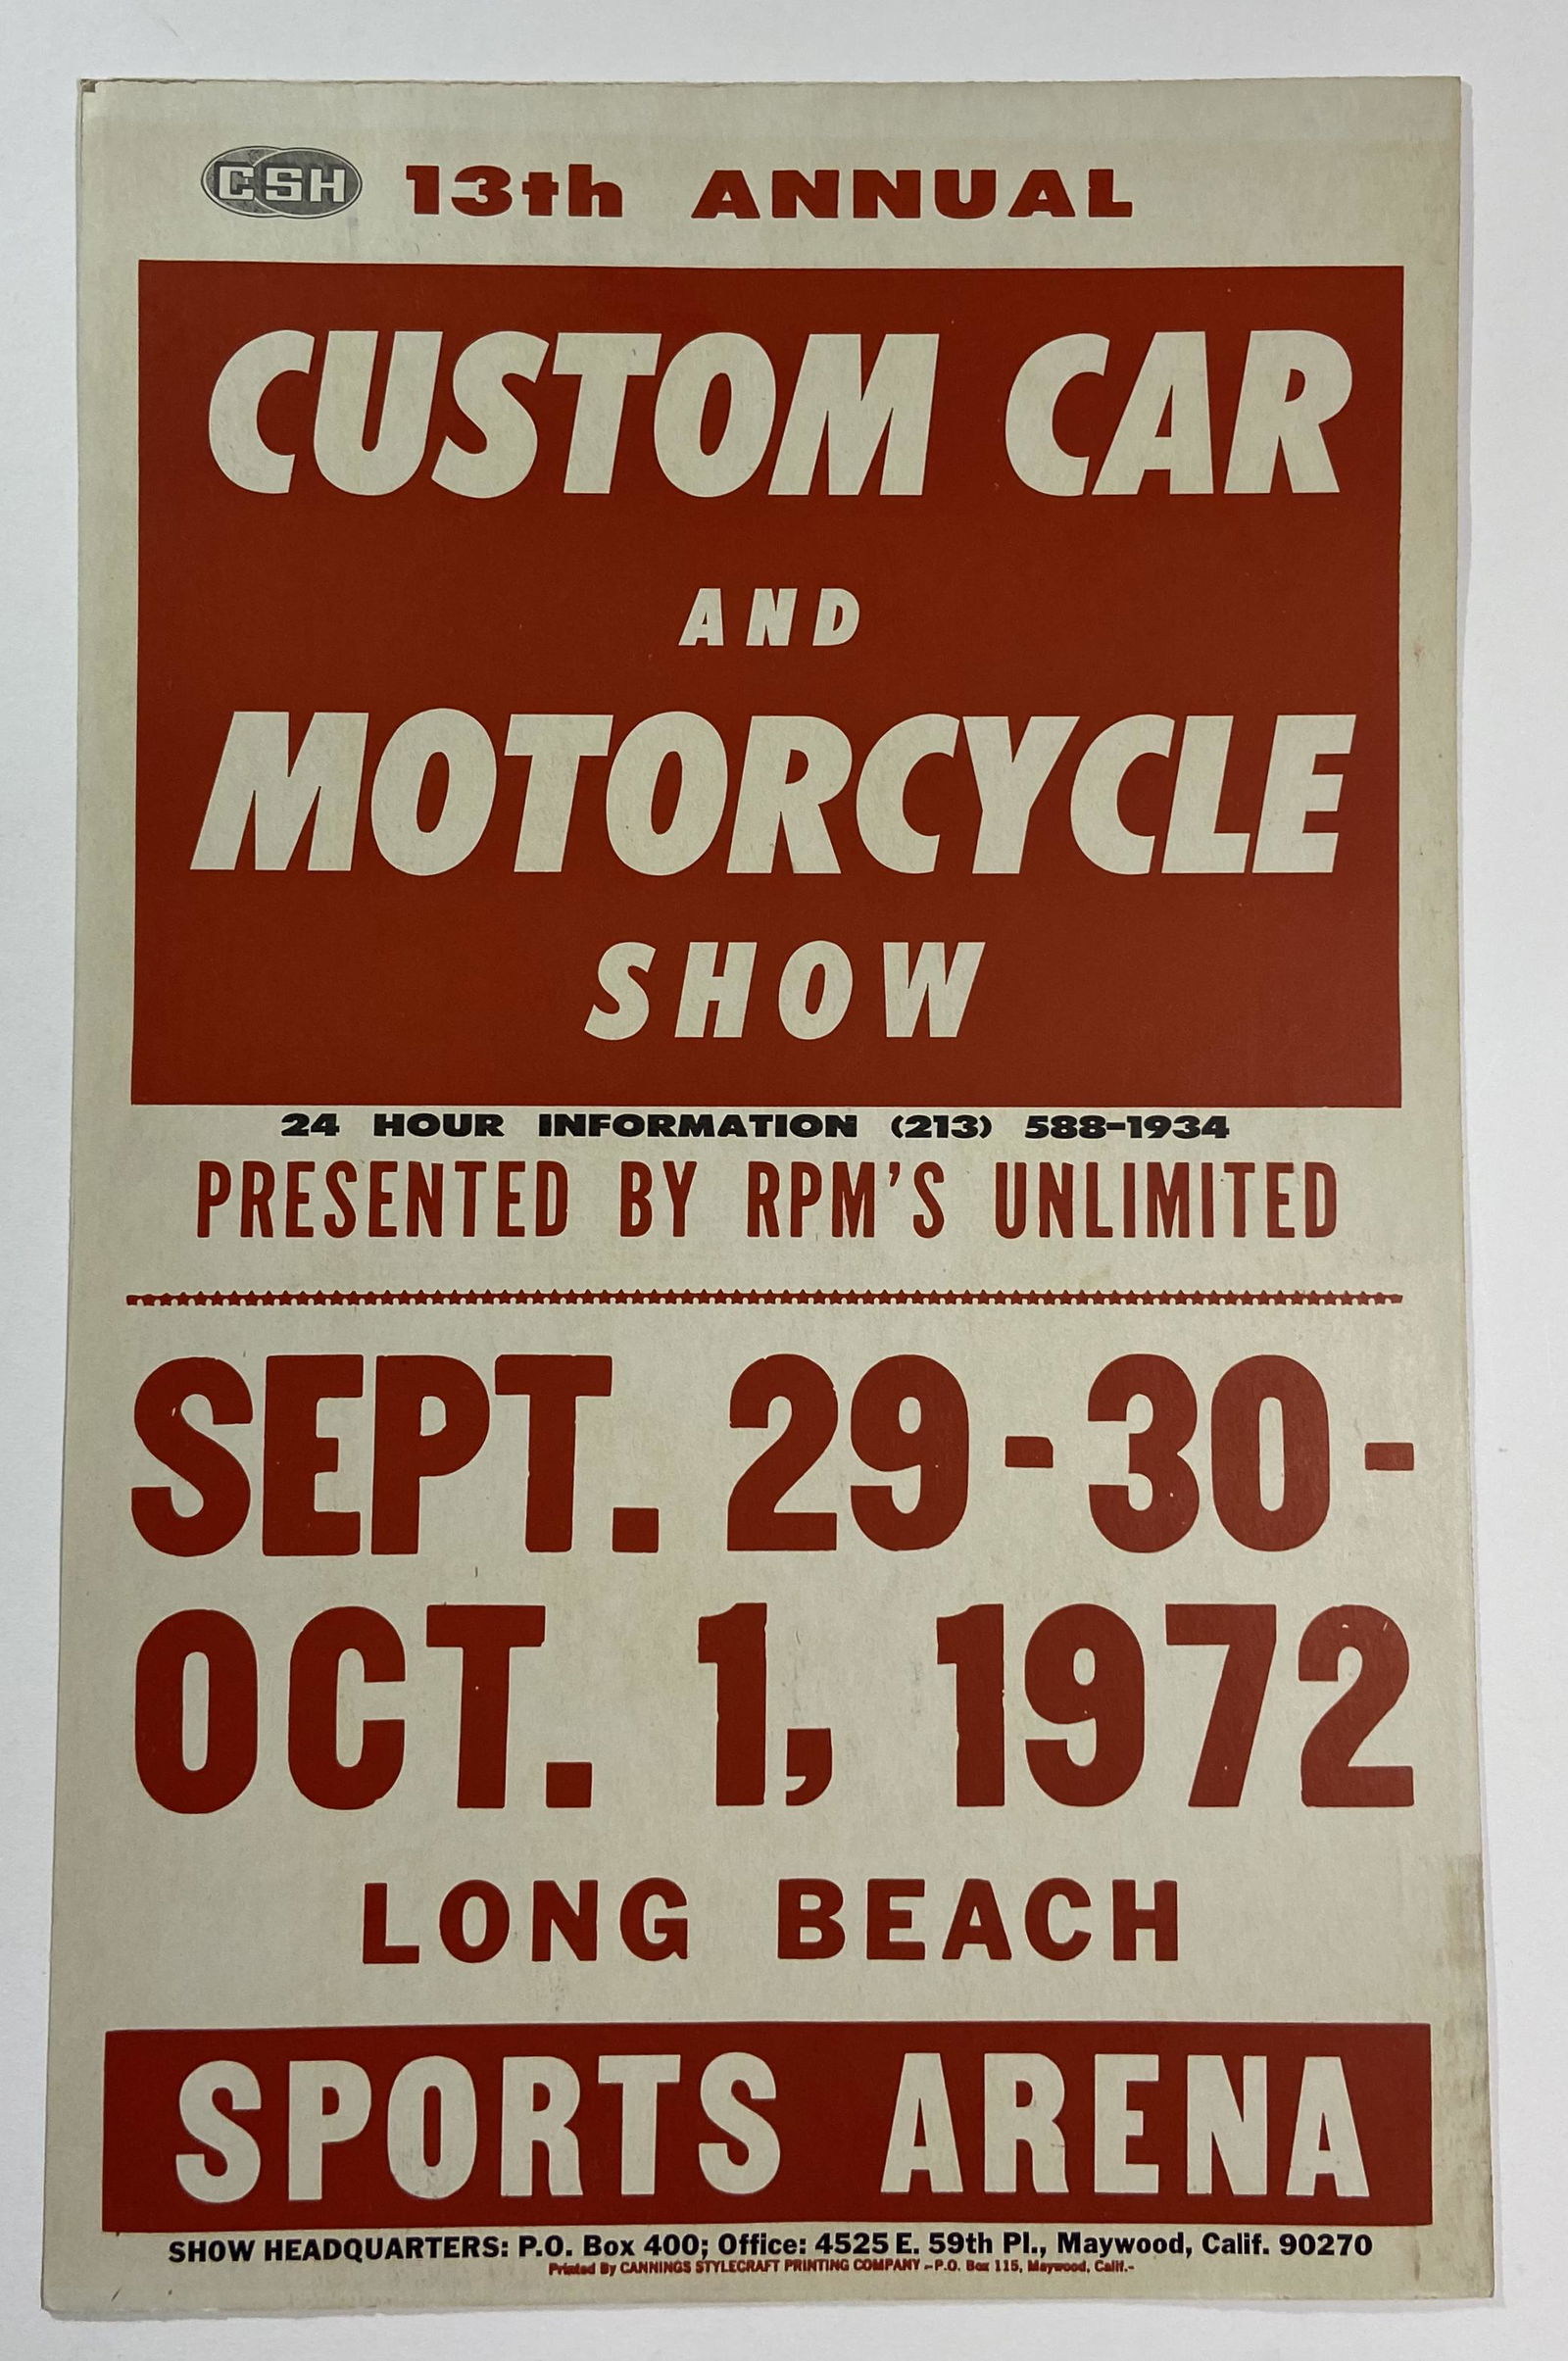 CSH 13th ANNUAL
CUSTOM CAR
AND
MOTORCYCLE
SHOW
24 HOUR INFORMATION (213) 588-1934
PRESENTED BY RPM'S UNLIMITED
SEPT. 29-30-
OCT. 1, 1972
LONG BEACH
SPORTS ARENA
SHOW HEADQUARTERS: P.O. Box 400; Office: 4525 E. 59th Pl., Maywood, Calif. 90270
Printed By CANNINGS STYLECRAFT PRINTING COMPANY -P.O. Box 115, Maywood, Calif.-